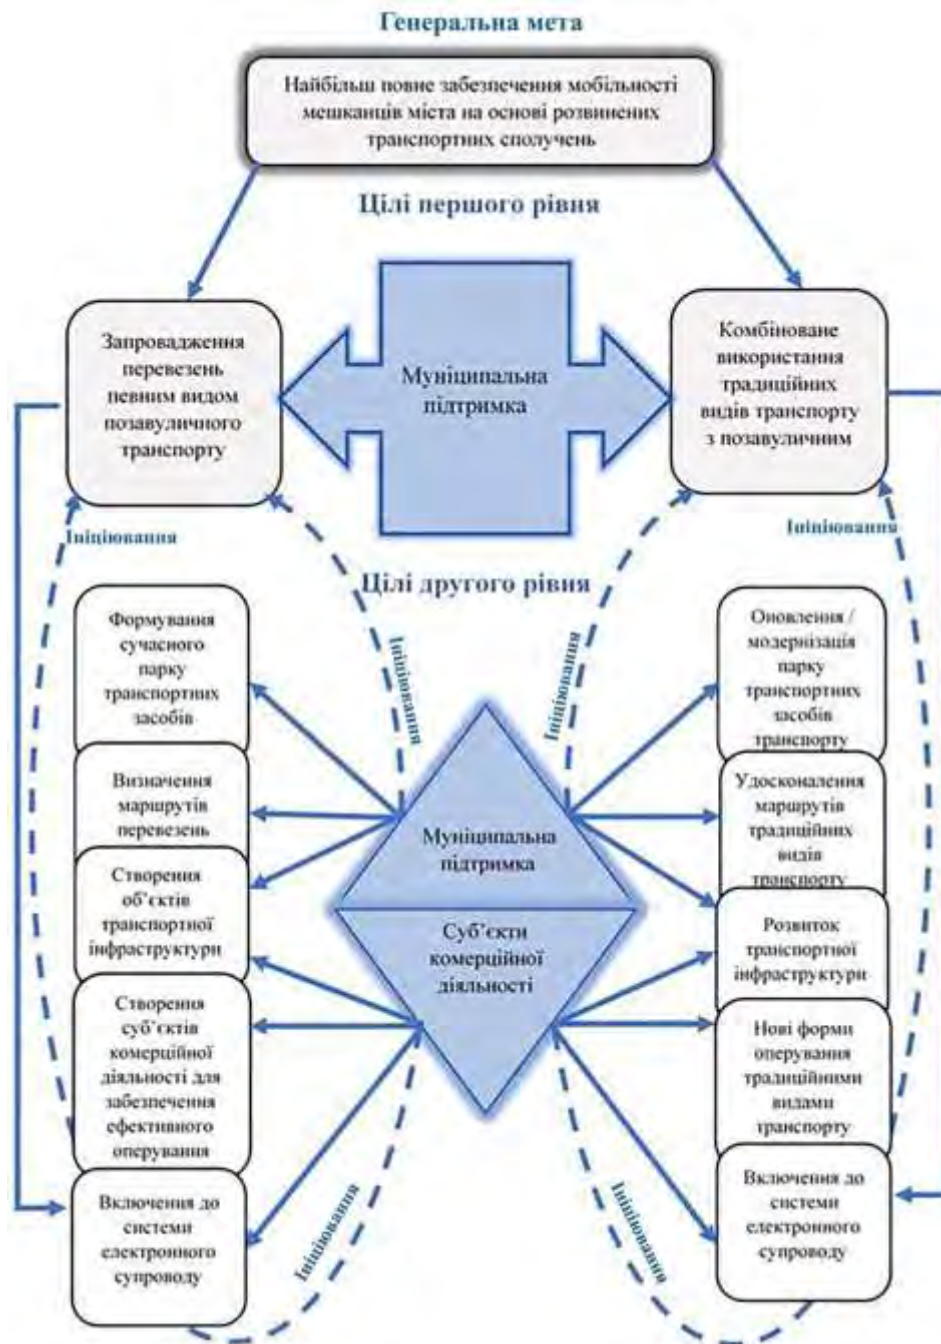 Генеральна мета
Найбільш повне забезпечення мобільності
мешканців міста на основі розвинених
транспортних сполучень
Цілі першого рівня
Запровадження
перевезень
певним видом
позавуличного
транспорту
Муніципальна
підтримка
Комбіноване
використання
традиційних
видів транспорту
з позавуличним
Ініціювання
Ініціювання
Цілі другого рівня
Ініціювання
Ініціювання
Формування
сучасного
парку
транспортних
засобів
Визначення
маршрутів
перевезень
Створення
об’єктів
транспортної
інфраструктури
Створення
суб’єктів
комерційної
діяльності для
забезпечення
ефективного
оперування
Включення до
системи
електронного
супроводу
Муніципальна
підтримка
Суб’єкти
комерційної
діяльності
Оновлення /
модернізація
парку
транспортних
засобів
транспорту
Удосконалення
маршрутів
традиційних
видів
транспорту
Розвиток
транспортної
інфраструктури
Нові форми
оперування
традиційними
видами
транспорту
Включення до
системи
електронного
супроводу
Ініціювання
Ініціювання